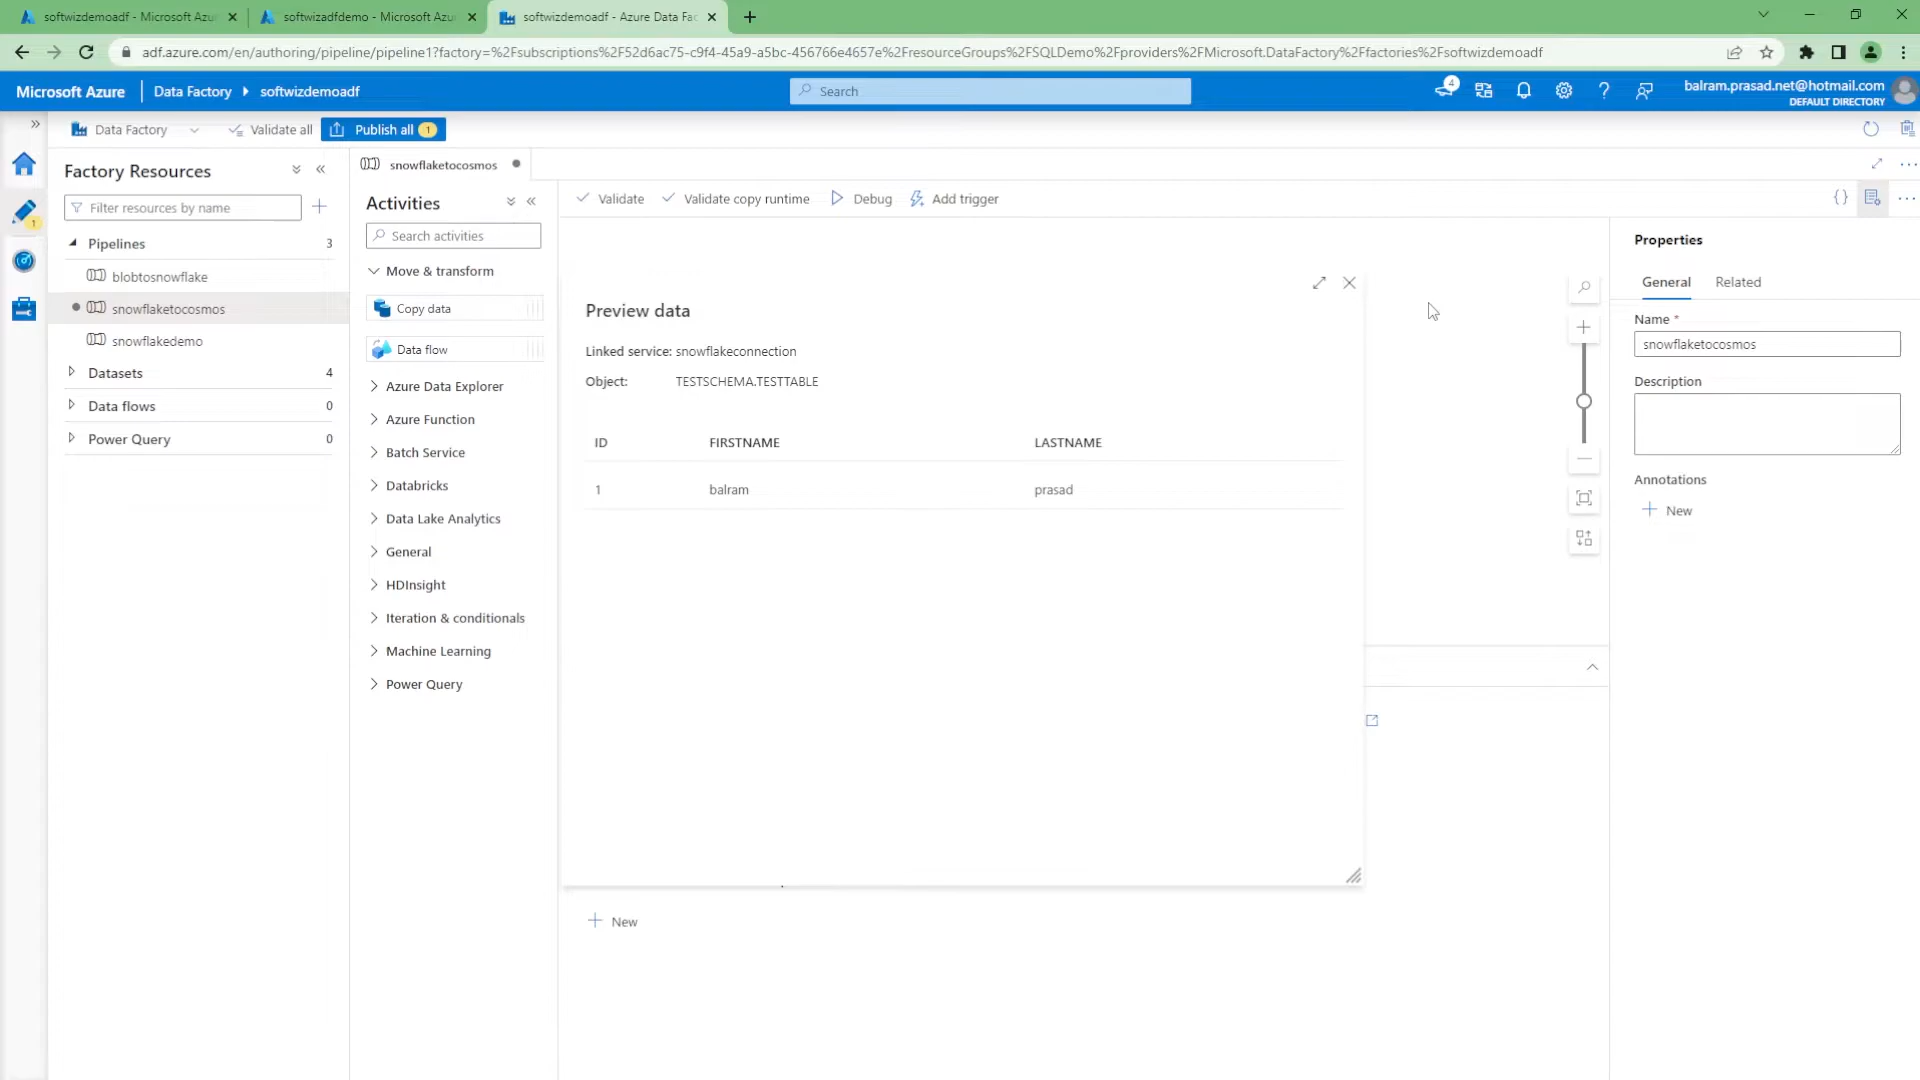 softwizdemoadf - Microsoft Azu
softwizadfdemo - Microsoft Azu
softwizdemoadf - Azure Data Fac
adf.azure.com/en/authoring/pipeline/pipeline1?factory=%2Fsubscriptions%2F52d6ac75-c9f4-45a9-a5bc-456766e4657e%2FresourceGroups%2FSQLDemo%2Fproviders%2FMicrosoft.DataFactory%2Ffactories%2Fsoftwizdemoadf
Microsoft Azure
Data Factory
softwizdemoadf
Search
4
balram.prasad.net@hotmail.com
DEFAULT DIRECTORY
Data Factory
Validate all
Publish all 1
Factory Resources
Filter resources by name
1
Pipelines 3
blobtosnowflake
snowflaketocosmos
snowflakedemo
Datasets 4
Data flows 0
Power Query 0
snowflaketocosmos
Activities
Search activities
Move & transform
Copy data
Data flow
Azure Data Explorer
Azure Function
Batch Service
Databricks
Data Lake Analytics
General
HDInsight
Iteration & conditionals
Machine Learning
Power Query
Validate
Validate copy runtime
Debug
Add trigger
{}
Preview data
Linked service: snowflakeconnection
Object: TESTSCHEMA.TESTTABLE
ID FIRSTNAME LASTNAME
1 balram prasad
New
Properties
General Related
Name *
snowflaketocosmos
Description
Annotations
New